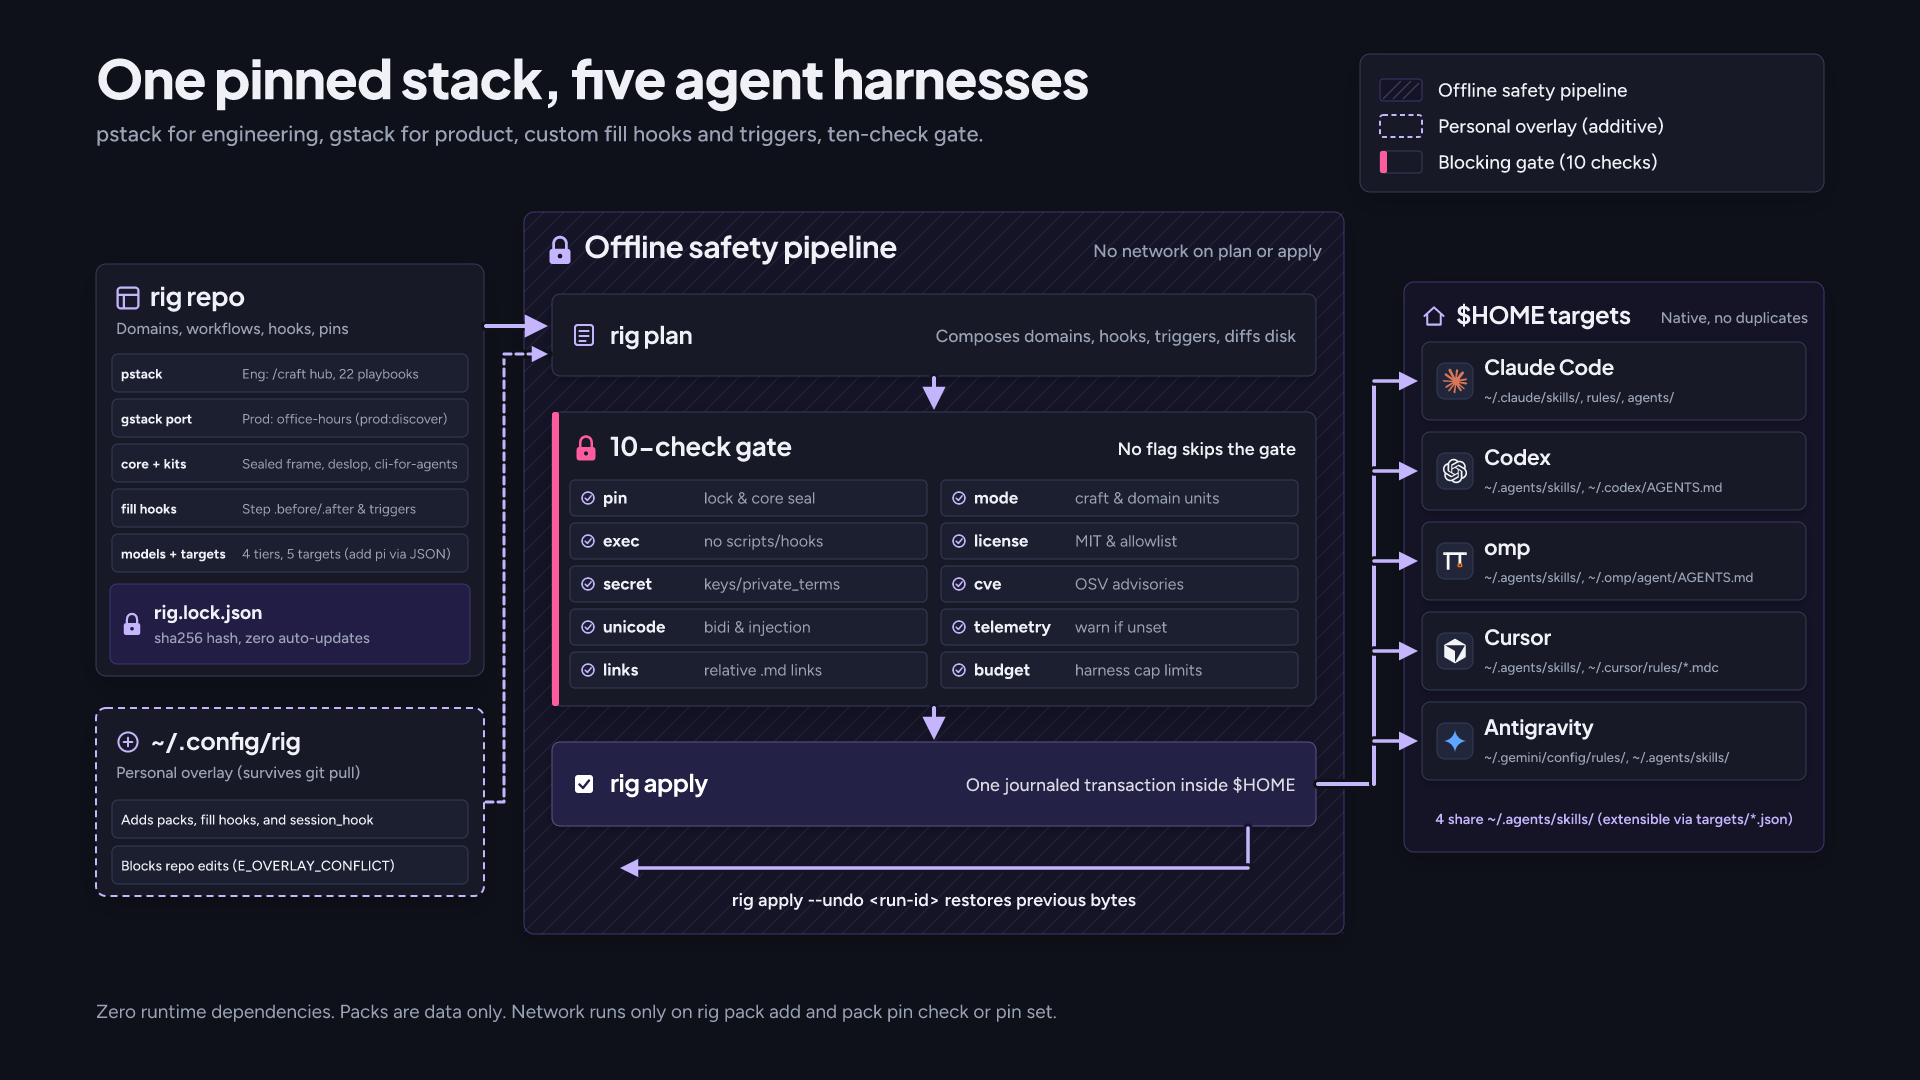 One pinned stack, five agent harnesses
pstack for engineering, gstack for product, custom fill hooks and triggers, ten-check gate.
Offline safety pipeline
Personal overlay (additive)
Blocking gate (10 checks)
rig repo
Domains, workflows, hooks, pins
pstack Eng: /craft hub, 22 playbooks
gstack port Prod: office-hours (prod:discover)
core + kits Sealed frame, deslop, cli-for-agents
fill hooks Step .before/.after & triggers
models + targets 4 tiers, 5 targets (add pi via JSON)
rig.lock.json
sha256 hash, zero auto-updates
~/.config/rig
Personal overlay (survives git pull)
Adds packs, fill hooks, and session_hook
Blocks repo edits (E_OVERLAY_CONFLICT)
Offline safety pipeline No network on plan or apply
rig plan Composes domains, hooks, triggers, diffs disk
10-check gate No flag skips the gate
pin lock & core seal mode craft & domain units
exec no scripts/hooks license MIT & allowlist
secret keys/private_terms cve OSV advisories
unicode bidi & injection telemetry warn if unset
links relative .md links budget harness cap limits
rig apply One journaled transaction inside $HOME
rig apply --undo <run-id> restores previous bytes
$HOME targets Native, no duplicates
Claude Code
~/.claude/skills/, rules/, agents/
Codex
~/.agents/skills/, ~/.codex/AGENTS.md
omp
~/.agents/skills/, ~/.omp/agent/AGENTS.md
Cursor
~/.agents/skills/, ~/.cursor/rules/*.mdc
Antigravity
~/.gemini/config/rules/, ~/.agents/skills/
4 share ~/.agents/skills/ (extensible via targets/*.json)
Zero runtime dependencies. Packs are data only. Network runs only on rig pack add and pack pin check or pin set.